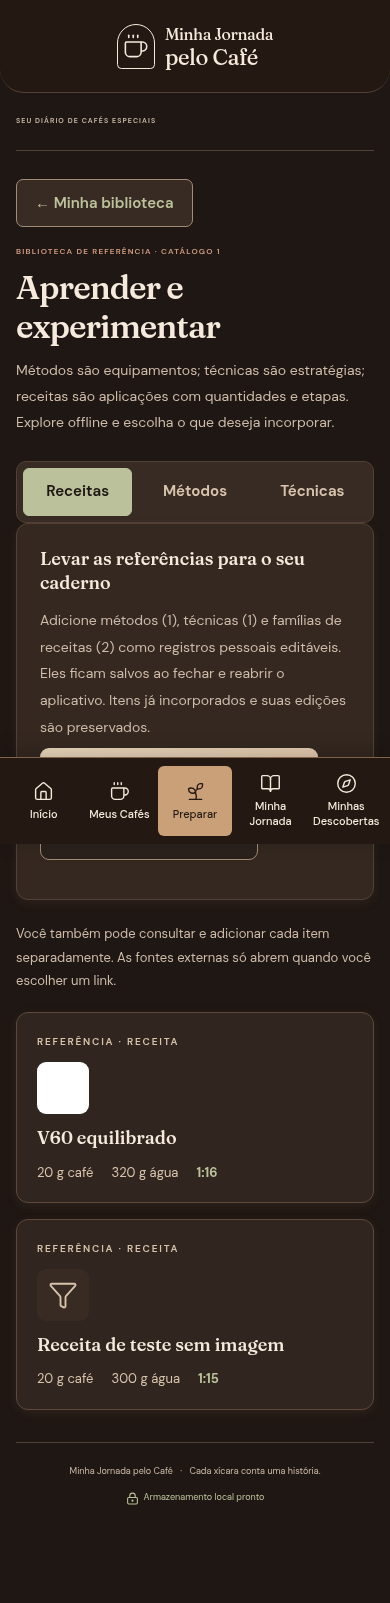 Minha Jornada
pelo Café
SEU DIÁRIO DE CAFÉS ESPECIAIS
← Minha biblioteca
BIBLIOTECA DE REFERÊNCIA · CATÁLOGO 1
Aprender e
experimentar
Métodos são equipamentos; técnicas são estratégias;
receitas são aplicações com quantidades e etapas.
Explore offline e escolha o que deseja incorporar.
Receitas Métodos Técnicas
Levar as referências para o seu
caderno
Adicione métodos (1), técnicas (1) e famílias de
receitas (2) como registros pessoais editáveis.
Eles ficam salvos ao fechar e reabrir o
aplicativo. Itens já incorporados e suas edições
são preservados.
Início Meus Cafés Preparar Minha Jornada Minhas Descobertas
Você também pode consultar e adicionar cada item
separadamente. As fontes externas só abrem quando você
escolher um link.
REFERÊNCIA · RECEITA
V60 equilibrado
20 g café 320 g água 1:16
REFERÊNCIA · RECEITA
Receita de teste sem imagem
20 g café 300 g água 1:15
Minha Jornada pelo Café · Cada xícara conta uma história.
Armazenamento local pronto